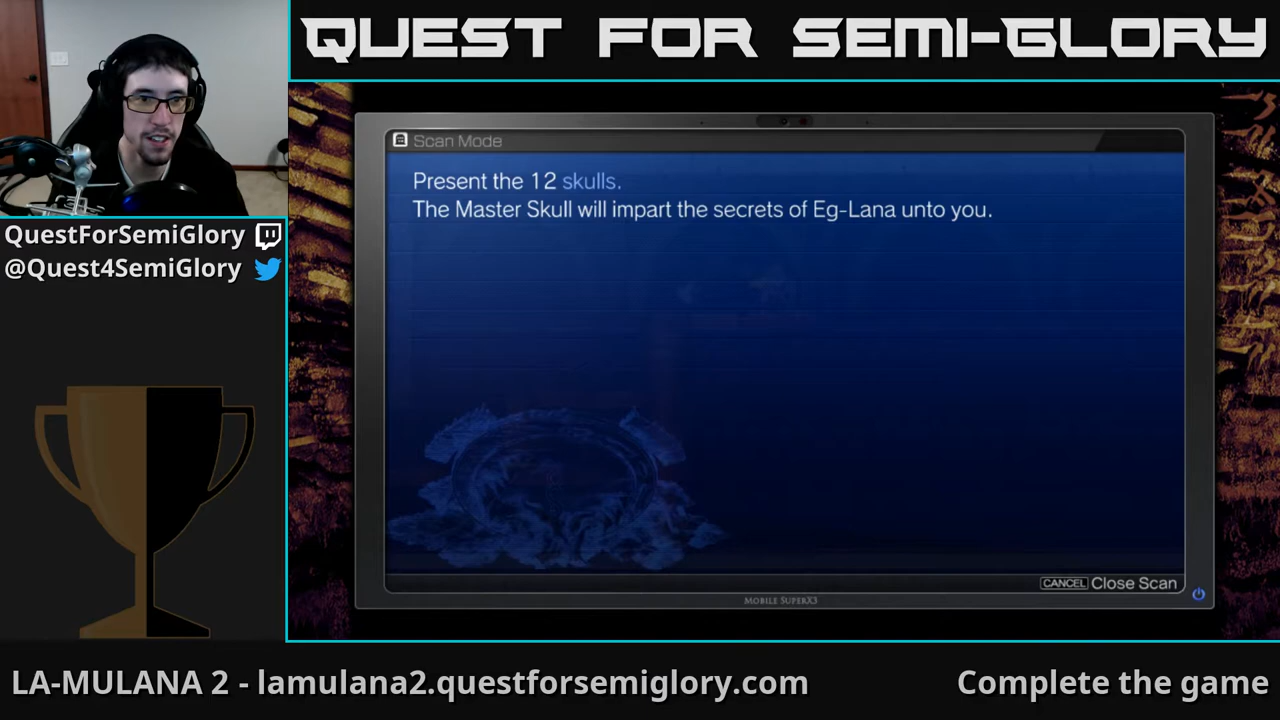 QUEST FOR SEMI-GLORY
Scan Mode
Present the 12 skulls.
The Master Skull will impart the secrets of Eg-Lana unto you.
CANCEL Close Scan
MOBILE SUPERX3
QuestForSemiGlory
@Quest4SemiGlory
LA-MULANA 2 - lamulana2.questforsemiglory.com
Complete the game